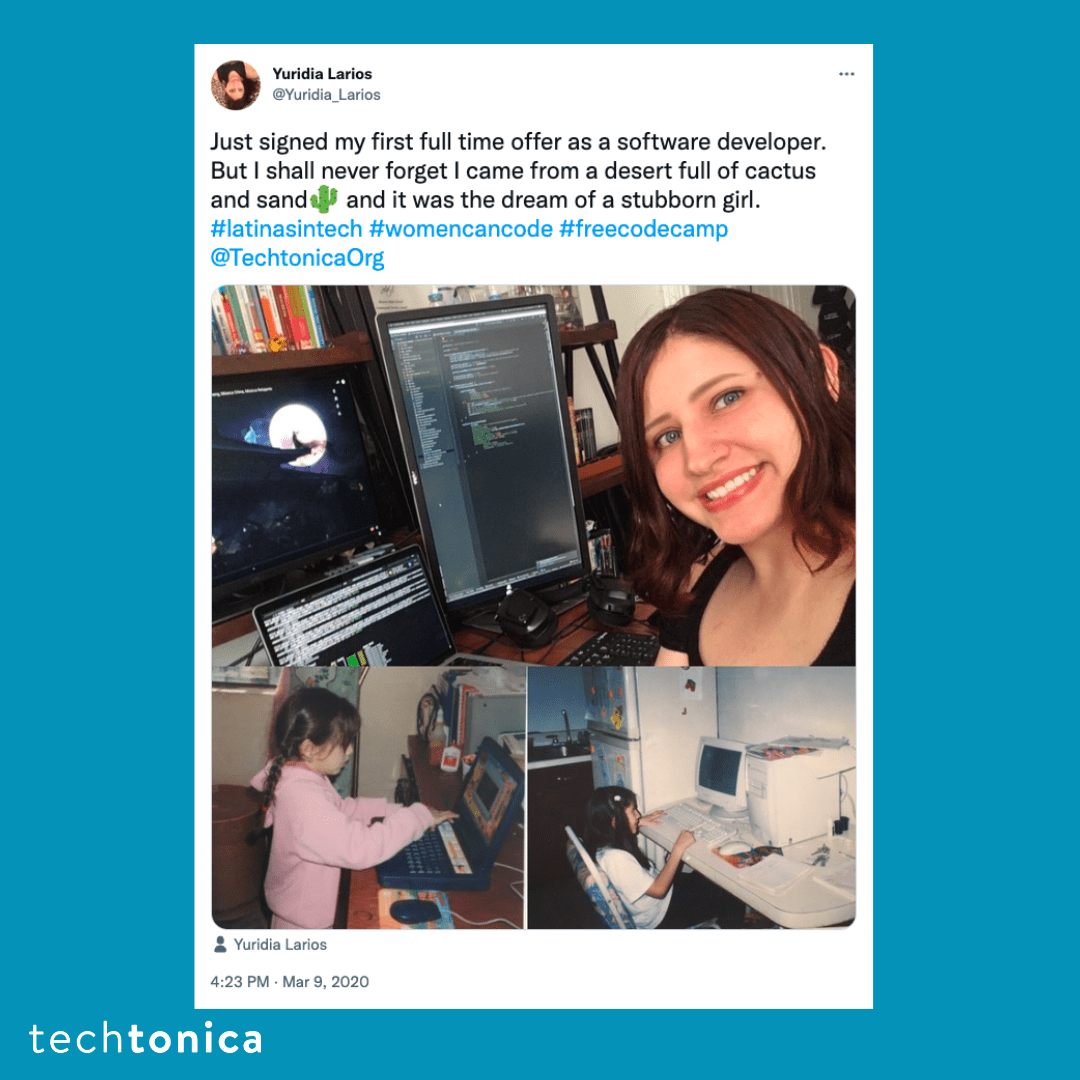 Yuridia Larios
@Yuridia_Larios
Just signed my first full time offer as a software developer.
But I shall never forget I came from a desert full of cactus
and sand🌵 and it was the dream of a stubborn girl.
#latinasintech #womencancode #freecodecamp
@TechtonicaOrg
Yuridia Larios
4:23 PM · Mar 9, 2020
techtonica